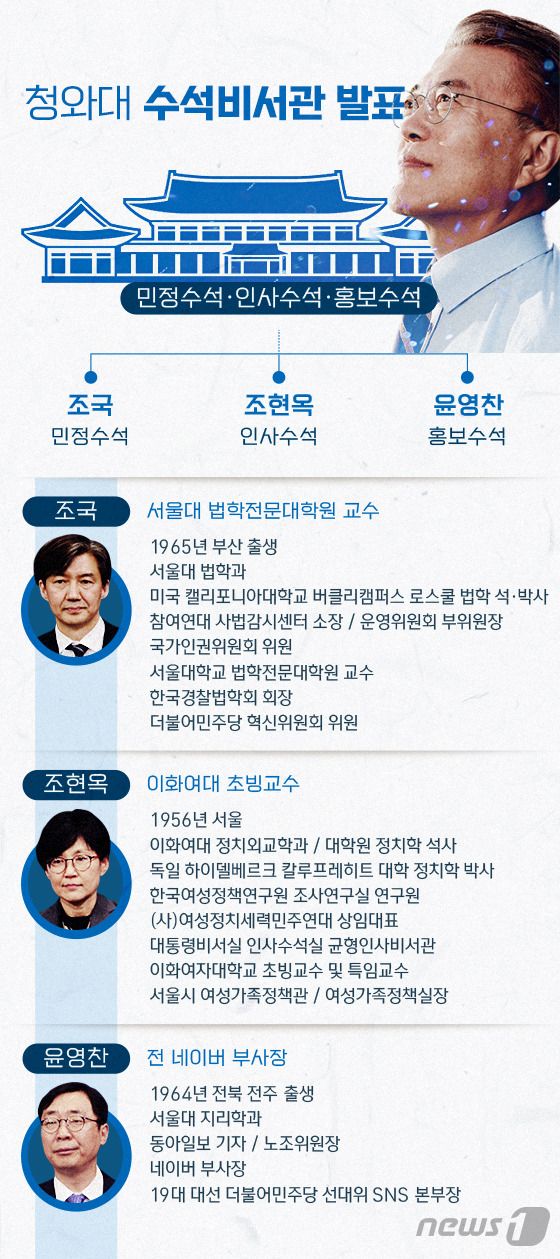 청와대 수석비서관 발표
민정수석·인사수석·홍보수석
조국
민정수석
조현옥
인사수석
윤영찬
홍보수석
조국
서울대 법학전문대학원 교수
1965년 부산 출생
서울대 법학과
미국 캘리포니아대학교 버클리캠퍼스 로스쿨 법학 석·박사
참여연대 사법감시센터 소장 / 운영위원회 부위원장
국가인권위원회 위원
서울대학교 법학전문대학원 교수
한국경찰법학회 회장
더불어민주당 혁신위원회 위원
조현옥
이화여대 초빙교수
1956년 서울
이화여대 정치외교학과 / 대학원 정치학 석사
독일 하이델베르크 칼루프레히트 대학 정치학 박사
한국여성정책연구원 조사연구실 연구원
(사)여성정치세력민주연대 상임대표
대통령비서실 인사수석실 균형인사비서관
이화여자대학교 초빙교수 및 특임교수
서울시 여성가족정책관 / 여성가족정책실장
윤영찬
전 네이버 부사장
1964년 전북 전주 출생
서울대 지리학과
동아일보 기자 / 노조위원장
네이버 부사장
19대 대선 더불어민주당 선대위 SNS 본부장
news1